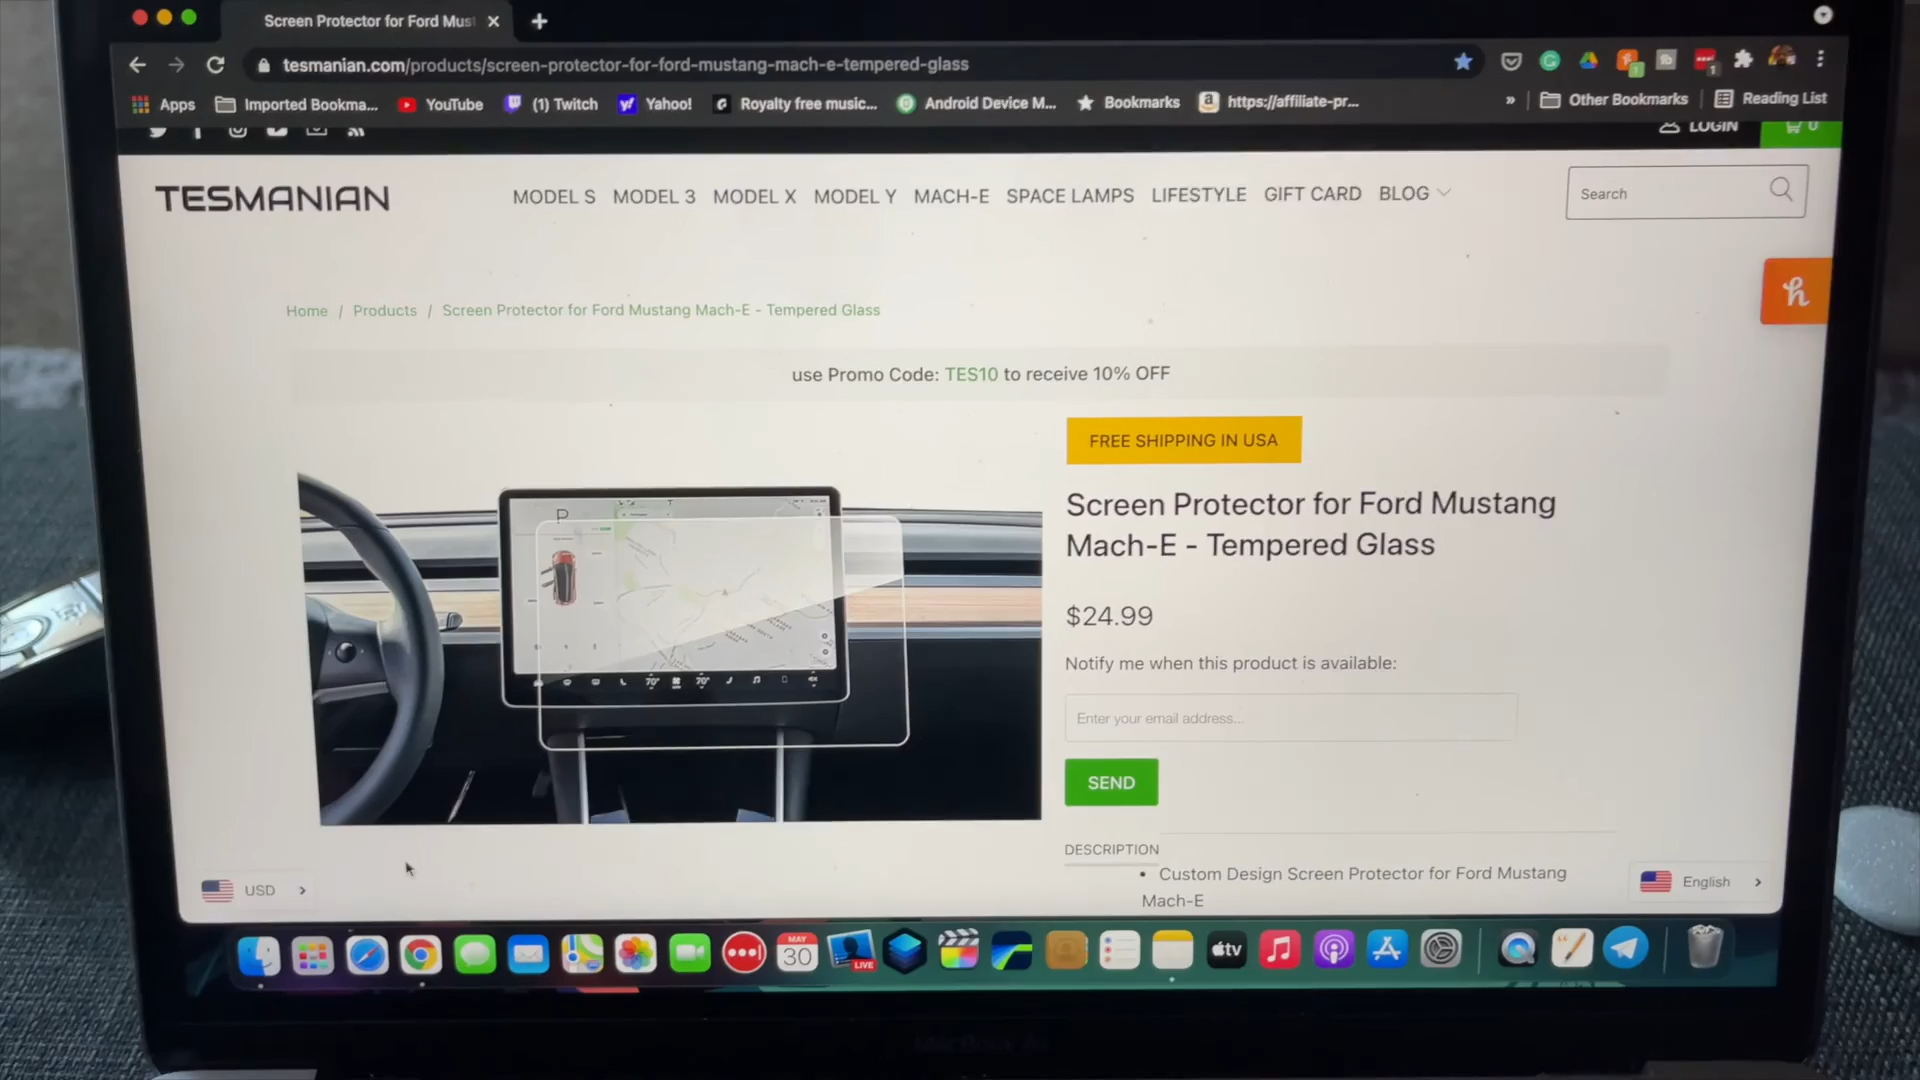 Screen Protector for Ford Mus
tesmanian.com/products/screen-protector-for-ford-mustang-mach-e-tempered-glass
Apps Imported Bookma... YouTube (1) Twitch Yahoo! Royalty free music... Android Device M... Bookmarks https://affiliate-pr... » Other Bookmarks Reading List
LOGIN 0
TESMANIAN
MODEL S MODEL 3 MODEL X MODEL Y MACH-E SPACE LAMPS LIFESTYLE GIFT CARD BLOG
Search
Home / Products / Screen Protector for Ford Mustang Mach-E - Tempered Glass
use Promo Code: TES10 to receive 10% OFF
FREE SHIPPING IN USA
Screen Protector for Ford Mustang
Mach-E - Tempered Glass
$24.99
Notify me when this product is available:
Enter your email address...
SEND
P
70° 70°
DESCRIPTION
• Custom Design Screen Protector for Ford Mustang
Mach-E
USD
English
MAY
30
LIVE
tv